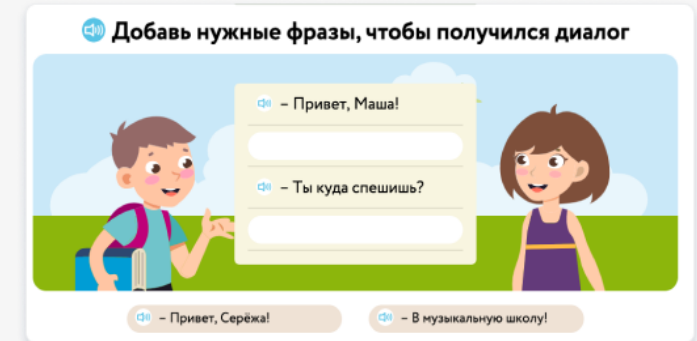 Добавь нужные фразы, чтобы получился диалог
– Привет, Маша!
– Ты куда спешишь?
– Привет, Серёжа!
– В музыкальную школу!